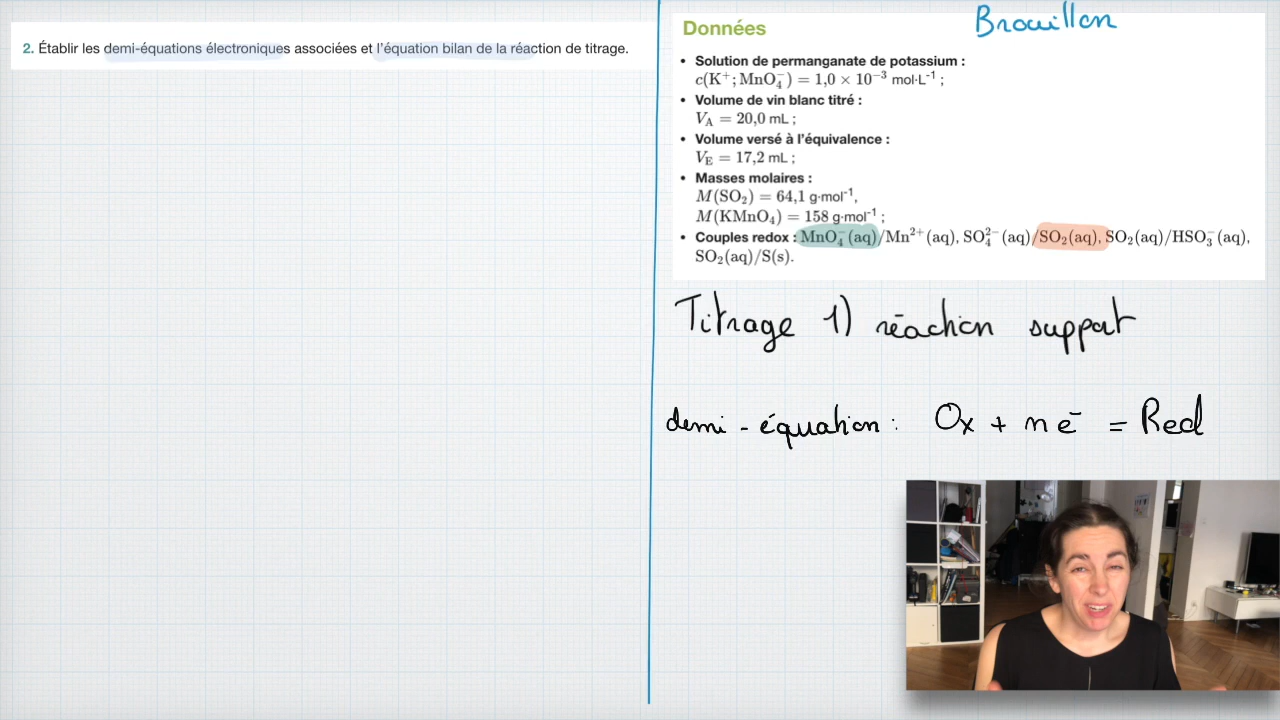 2. Établir les demi-équations électroniques associées et l'équation bilan de la réaction de titrage.
Brouillon
Données
• Solution de permanganate de potassium :
c(K⁺; MnO₄⁻) = 1,0 × 10⁻³ mol·L⁻¹ ;
• Volume de vin blanc titré :
V_A = 20,0 mL ;
• Volume versé à l'équivalence :
V_E = 17,2 mL ;
• Masses molaires :
M(SO₂) = 64,1 g·mol⁻¹,
M(KMnO₄) = 158 g·mol⁻¹ ;
• Couples redox : MnO₄⁻(aq)/Mn²⁺(aq), SO₄²⁻(aq)/SO₂(aq), SO₂(aq)/HSO₃⁻(aq),
SO₂(aq)/S(s).
Titrage 1) réaction support
demi-équation : Ox + n e⁻ = Red